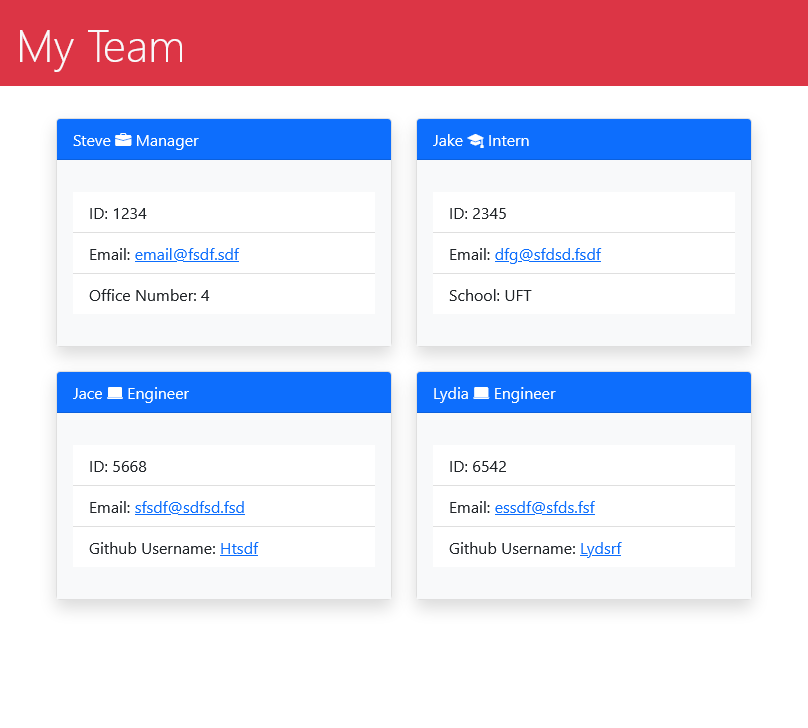 My Team
Steve Manager
ID: 1234
Email: email@fsdf.sdf
Office Number: 4
Jake Intern
ID: 2345
Email: dfg@sfdsd.fsdf
School: UFT
Jace Engineer
ID: 5668
Email: sfsdf@sdfsd.fsd
Github Username: Htsdf
Lydia Engineer
ID: 6542
Email: essdf@sfds.fsf
Github Username: Lydsrf